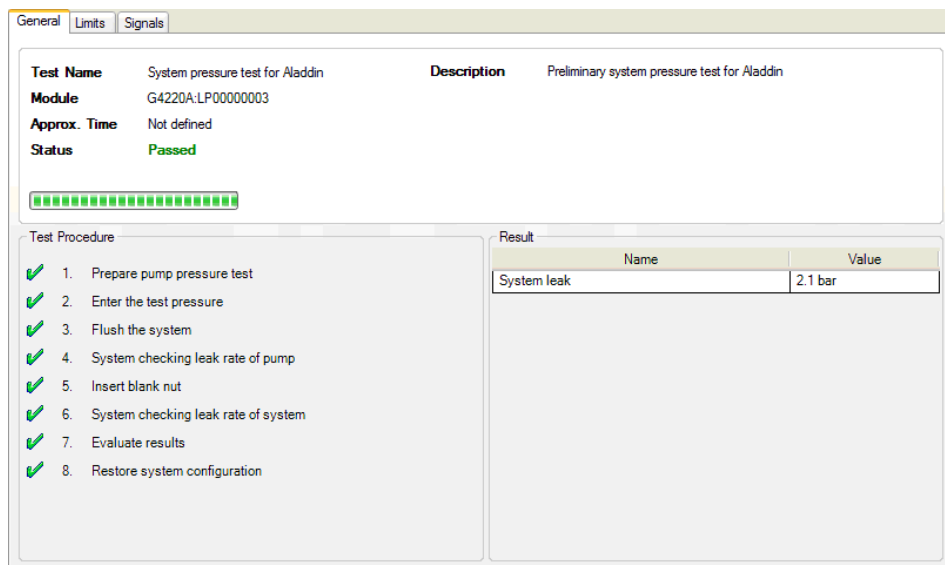 General Limits Signals
Test Name System pressure test for Aladdin Description Preliminary system pressure test for Aladdin
Module G4220A:LP00000003
Approx. Time Not defined
Status Passed
Test Procedure
1. Prepare pump pressure test
2. Enter the test pressure
3. Flush the system
4. System checking leak rate of pump
5. Insert blank nut
6. System checking leak rate of system
7. Evaluate results
8. Restore system configuration
Result
Name Value
System leak 2.1 bar